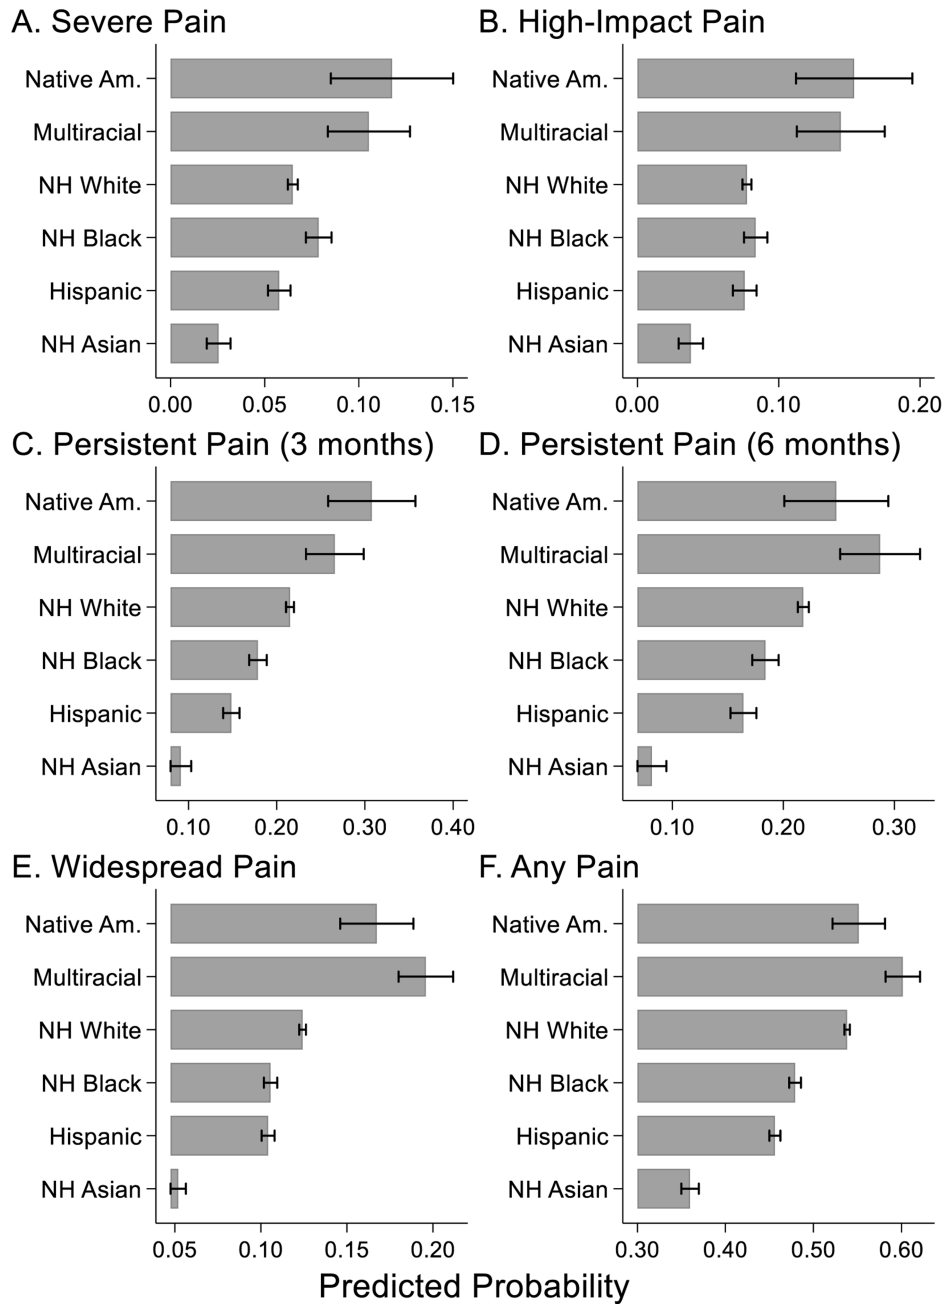 A. Severe Pain
Native Am.
Multiracial
NH White
NH Black
Hispanic
NH Asian
0.00 0.05 0.10 0.15
B. High-Impact Pain
Native Am.
Multiracial
NH White
NH Black
Hispanic
NH Asian
0.00 0.10 0.20
C. Persistent Pain (3 months)
Native Am.
Multiracial
NH White
NH Black
Hispanic
NH Asian
0.10 0.20 0.30 0.40
D. Persistent Pain (6 months)
Native Am.
Multiracial
NH White
NH Black
Hispanic
NH Asian
0.10 0.20 0.30
E. Widespread Pain
Native Am.
Multiracial
NH White
NH Black
Hispanic
NH Asian
0.05 0.10 0.15 0.20
F. Any Pain
Native Am.
Multiracial
NH White
NH Black
Hispanic
NH Asian
0.30 0.40 0.50 0.60
Predicted Probability